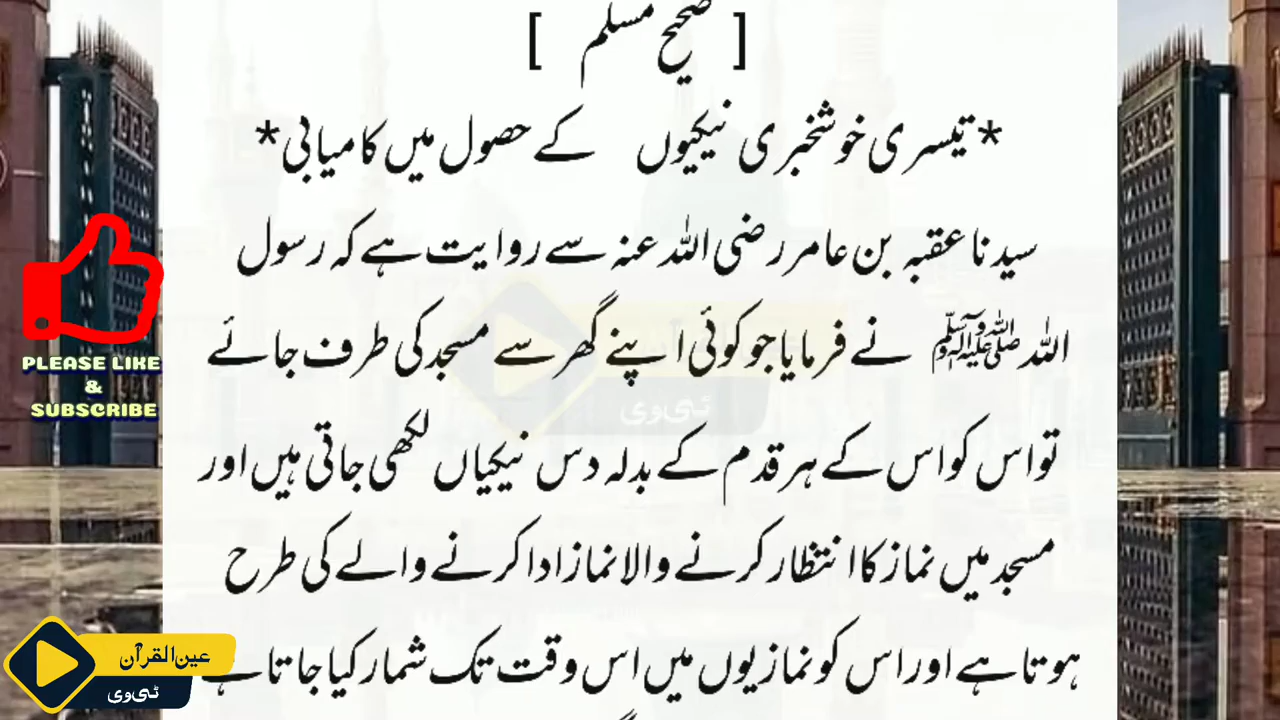 [ صحیح مسلم ]
*تیسری خوشخبری نیکیوں کے حصول میں کامیابی*
سیدنا عقبہ بن عامر رضی اللہ عنہ سے روایت ہے کہ رسول
اللہ ﷺ نے فرمایا جو کوئی اپنے گھر سے مسجد کی طرف جائے
تو اس کو اس کے ہر قدم کے بدلہ دس نیکیاں لکھی جاتی ہیں اور
مسجد میں نماز کا انتظار کرنے والا نماز ادا کرنے والے کی طرح
ہوتا ہے اور اس کو نمازیوں میں اس وقت تک شمار کیا جاتا ہے
PLEASE LIKE
&
SUBSCRIBE
عین القرآن
ٹی وی
ٹی وی